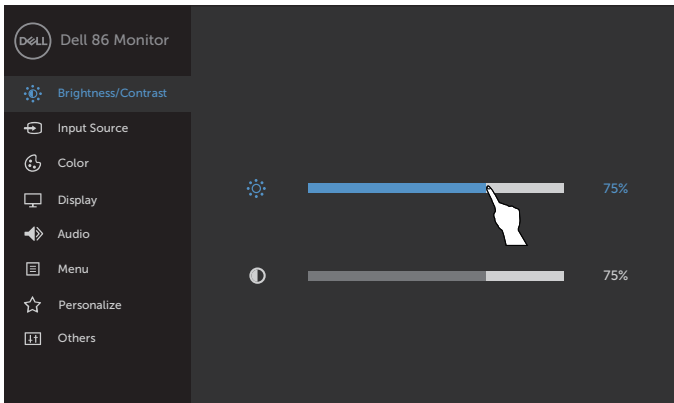 DELL
Dell 86 Monitor
Brightness/Contrast
Input Source
Color
Display
Audio
Menu
Personalize
Others
75%
75%